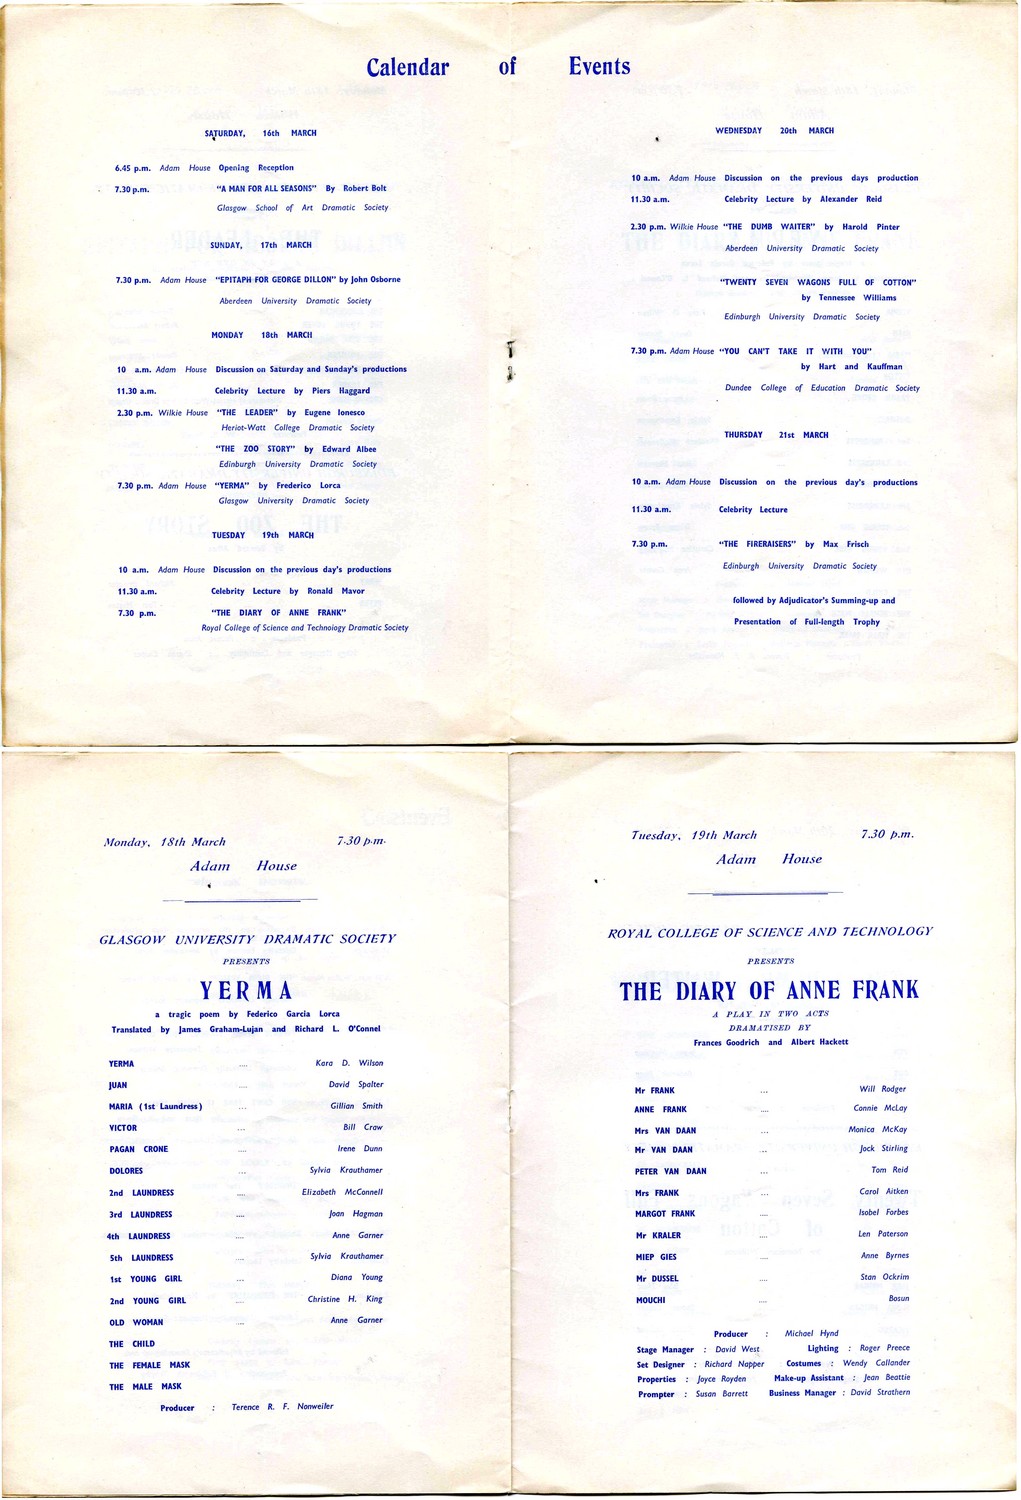 Calendar of Events
SATURDAY, 16th MARCH
6.45 p.m. Adam House Opening Reception
7.30 p.m. "A MAN FOR ALL SEASONS" By Robert Bolt
Glasgow School of Art Dramatic Society
SUNDAY, 17th MARCH
7.30 p.m. Adam House "EPITAPH FOR GEORGE DILLON" by John Osborne
Aberdeen University Dramatic Society
MONDAY 18th MARCH
10 a.m. Adam House Discussion on Saturday and Sunday's productions
11.30 a.m. Celebrity Lecture by Piers Haggard
2.30 p.m. Wilkie House "THE LEADER" by Eugene Ionesco
Heriot-Watt College Dramatic Society
"THE ZOO STORY" by Edward Albee
Edinburgh University Dramatic Society
7.30 p.m. Adam House "YERMA" by Frederico Lorca
Glasgow University Dramatic Society
TUESDAY 19th MARCH
10 a.m. Adam House Discussion on the previous day's productions
11.30 a.m. Celebrity Lecture by Ronald Mavor
7.30 p.m. "THE DIARY OF ANNE FRANK"
Royal College of Science and Technology Dramatic Society
WEDNESDAY 20th MARCH
10 a.m. Adam House Discussion on the previous days production
11.30 a.m. Celebrity Lecture by Alexander Reid
2.30 p.m. Wilkie House "THE DUMB WAITER" by Harold Pinter
Aberdeen University Dramatic Society
"TWENTY SEVEN WAGONS FULL OF COTTON"
by Tennessee Williams
Edinburgh University Dramatic Society
7.30 p.m. Adam House "YOU CAN'T TAKE IT WITH YOU"
by Hart and Kauffman
Dundee College of Education Dramatic Society
THURSDAY 21st MARCH
10 a.m. Adam House Discussion on the previous day's productions
11.30 a.m. Celebrity Lecture
7.30 p.m. "THE FIRERAISERS" by Max Frisch
Edinburgh University Dramatic Society
followed by Adjudicator's Summing-up and
Presentation of Full-length Trophy
Monday, 18th March 7.30 p.m.
Adam House
GLASGOW UNIVERSITY DRAMATIC SOCIETY
PRESENTS
YERMA
a tragic poem by Federico Garcia Lorca
Translated by James Graham-Lujan and Richard L. O'Connel
YERMA .... Kara D. Wilson
JUAN .... David Spalter
MARIA (1st Laundress) ... Gillian Smith
VICTOR ... Bill Craw
PAGAN CRONE .... Irene Dunn
DOLORES ... Sylvia Krauthamer
2nd LAUNDRESS .... Elizabeth McConnell
3rd LAUNDRESS .... Joan Hagman
4th LAUNDRESS .... Anne Garner
5th LAUNDRESS .... Sylvia Krauthamer
1st YOUNG GIRL ... Diana Young
2nd YOUNG GIRL .... Christine H. King
OLD WOMAN .... Anne Garner
THE CHILD
THE FEMALE MASK
THE MALE MASK
Producer : Terence R. F. Nonweiler
Tuesday, 19th March 7.30 p.m.
Adam House
ROYAL COLLEGE OF SCIENCE AND TECHNOLOGY
PRESENTS
THE DIARY OF ANNE FRANK
A PLAY IN TWO ACTS
DRAMATISED BY
Frances Goodrich and Albert Hackett
Mr FRANK ... Will Rodger
ANNE FRANK .... Connie McLay
Mrs VAN DAAN ... Monica McKay
Mr VAN DAAN .... Jock Stirling
PETER VAN DAAN ... Tom Reid
Mrs FRANK .... Carol Aitken
MARGOT FRANK .... Isobel Forbes
Mr KRALER .... Len Paterson
MIEP GIES .... Anne Byrnes
Mr DUSSEL .... Stan Ockrim
MOUCHI .... Bosun
Producer : Michael Hynd
Stage Manager : David West Lighting : Roger Preece
Set Designer : Richard Napper Costumes : Wendy Callander
Properties : Joyce Royden Make-up Assistant : Jean Beattie
Prompter : Susan Barrett Business Manager : David Strathern